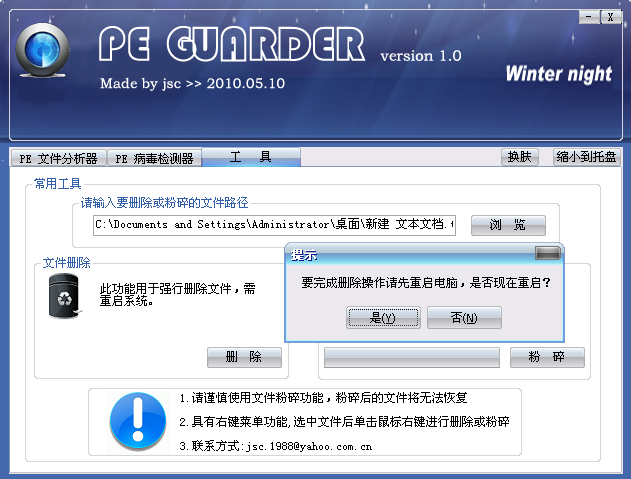 PE GUARDER version 1.0
Made by jsc >> 2010.05.10
Winter night
PE 文件分析器 PE 病毒检测器 工 具 换肤 缩小到托盘
常用工具
请输入要删除或粉碎的文件路径
C:\Documents and Settings\Administrator\桌面\新建 文本文档. 浏 览
文件删除
此功能用于强行删除文件，需
重启系统。
提示
要完成删除操作请先重启电脑，是否现在重启？
是(Y) 否(N)
删 除
粉 碎
1.请谨慎使用文件粉碎功能，粉碎后的文件将无法恢复
2.具有右键菜单功能,选中文件后单击鼠标右键进行删除或粉碎
3.联系方式:jsc.1988@yahoo.com.cn